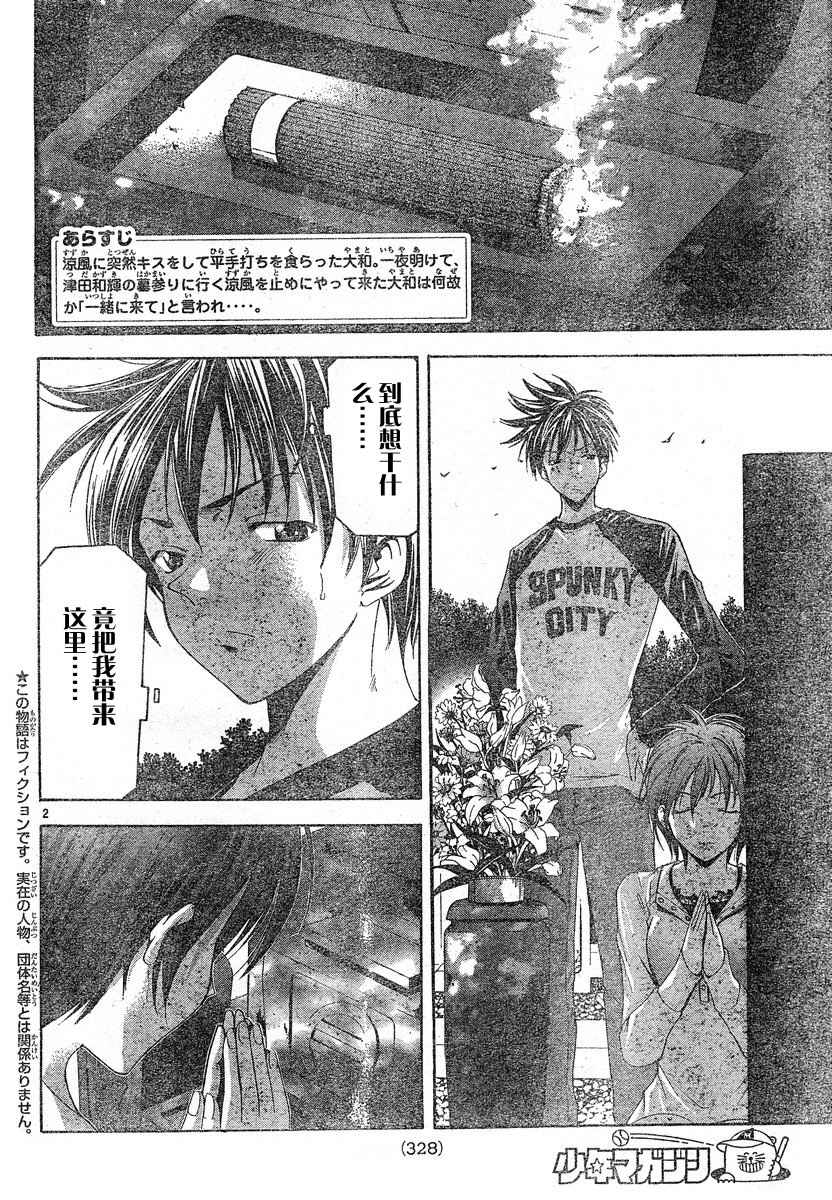 あらすじ
涼風に突然キスをして平手打ちを食らった大和。一夜明けて、
津田和輝の墓参りに行く涼風を止めにやって来た大和は何故
か「一緒に来て」と言われ‥‥。
SPUNKY
CITY
到底想干什
么……
竟把我带来
这里……
2
★この物語はフィクションです。実在の人物、団体名等とは関係ありません。
(328)
少年マガジン